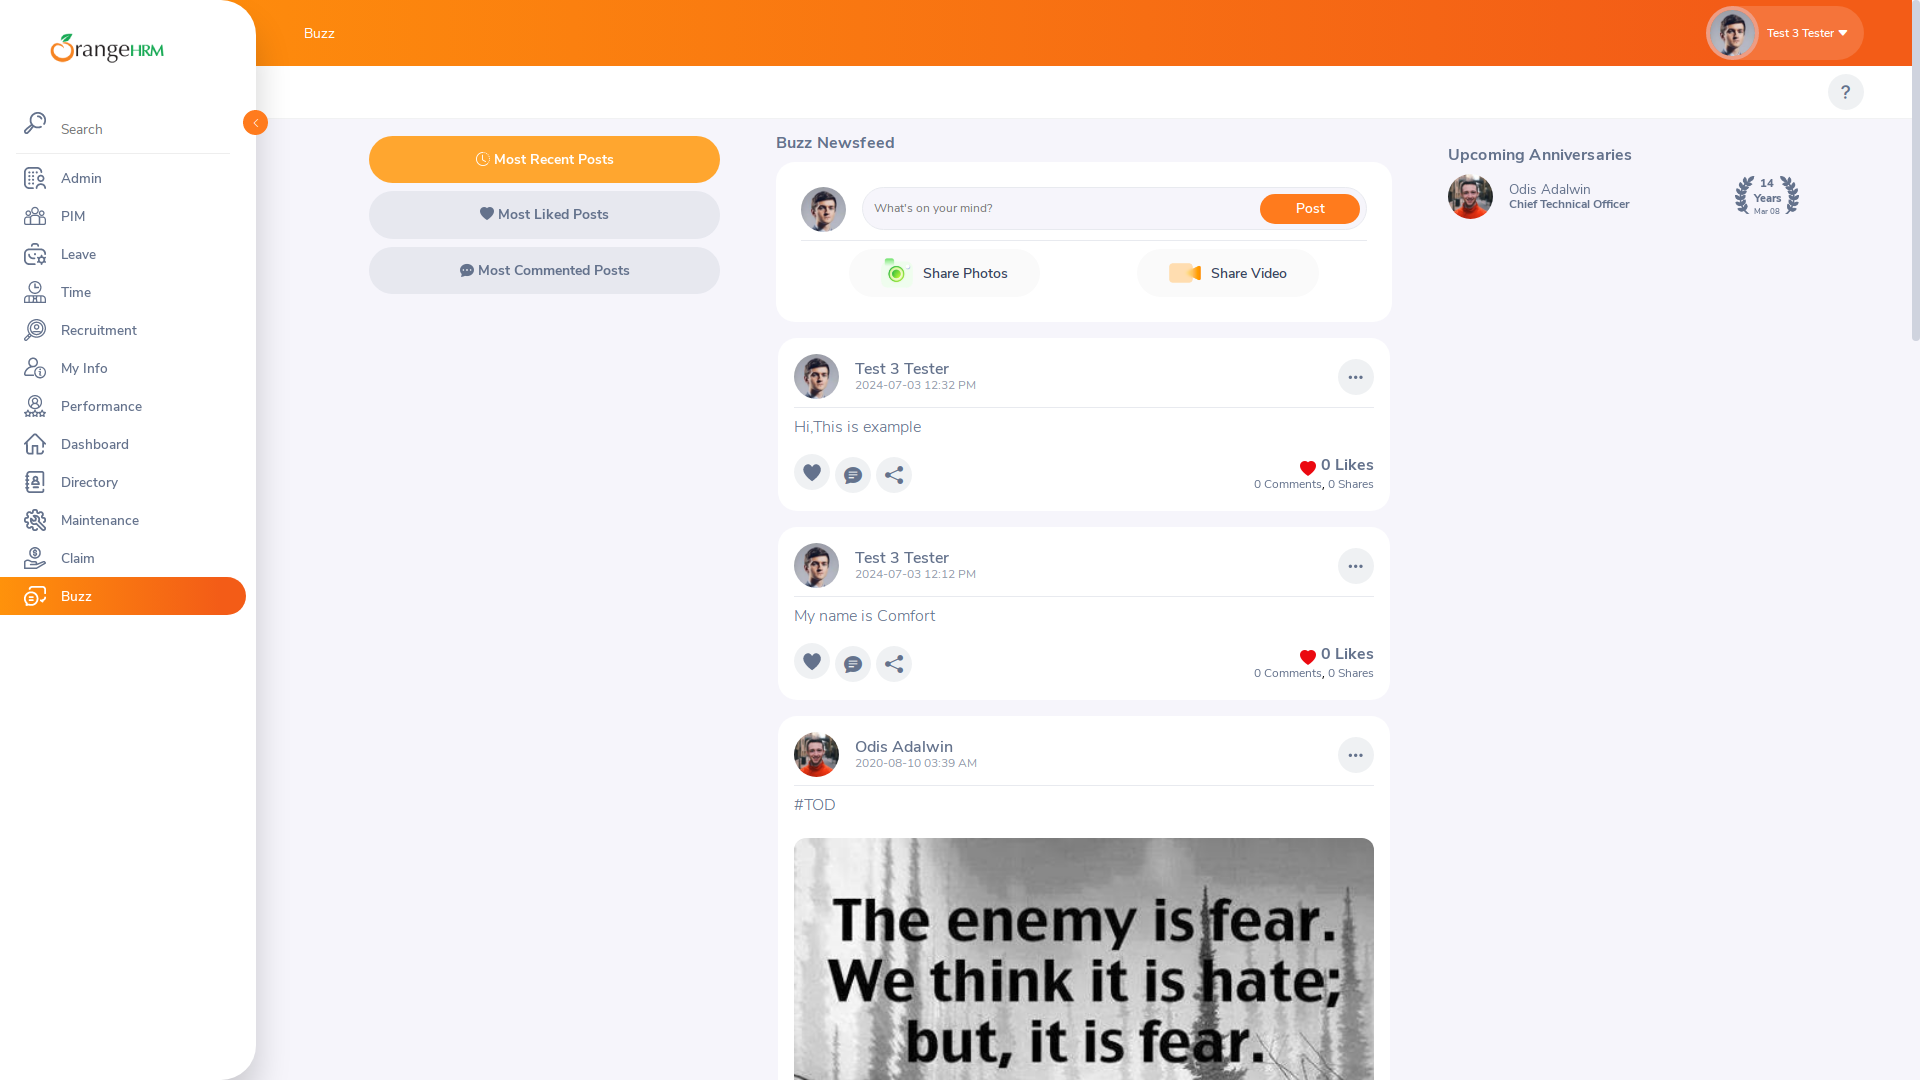 OrangeHRM
Search
Admin
PIM
Leave
Time
Recruitment
My Info
Performance
Dashboard
Directory
Maintenance
Claim
Buzz
Buzz
Test 3 Tester
?
Most Recent Posts
Most Liked Posts
Most Commented Posts
Buzz Newsfeed
What's on your mind?
Post
Share Photos
Share Video
Test 3 Tester
2024-07-03 12:32 PM
Hi,This is example
0 Likes
0 Comments, 0 Shares
Test 3 Tester
2024-07-03 12:12 PM
My name is Comfort
0 Likes
0 Comments, 0 Shares
Odis Adalwin
2020-08-10 03:39 AM
#TOD
The enemy is fear.
We think it is hate;
but, it is fear.
Upcoming Anniversaries
Odis Adalwin
Chief Technical Officer
14
Years
Mar 08